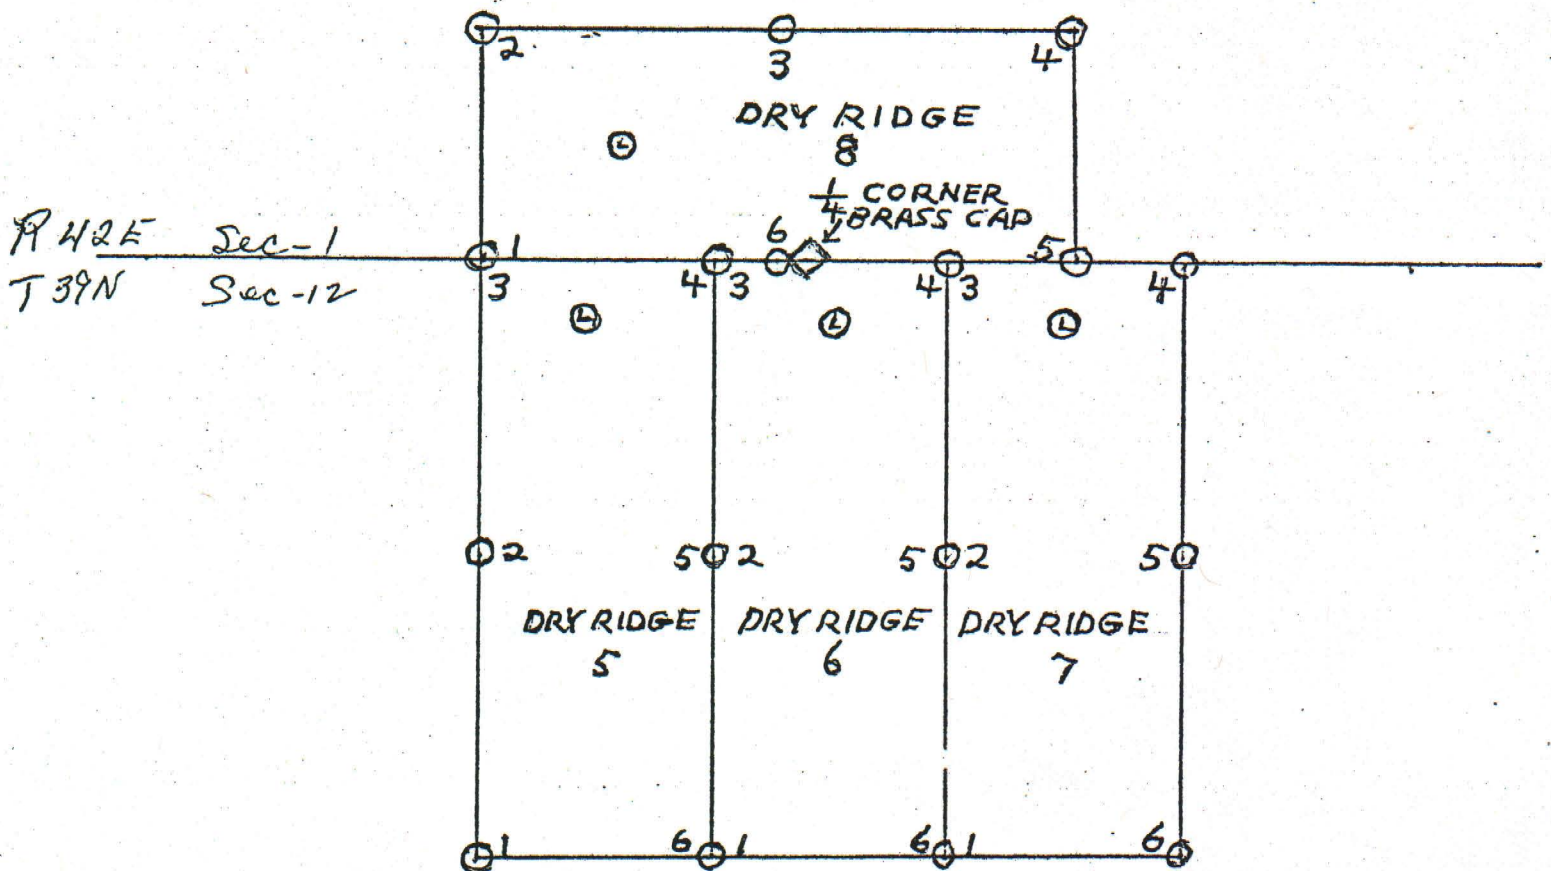 2. 3 4
DRY RIDGE
8
L
1/4 CORNER
BRASS CAP
R 42E Sec-1
T 39N Sec-12
1 6 5
3 4 3 4 3 4
L L L
2 5 2 5 2 5
DRY RIDGE DRY RIDGE DRY RIDGE
5 6 7
1 6 1 6 1 6